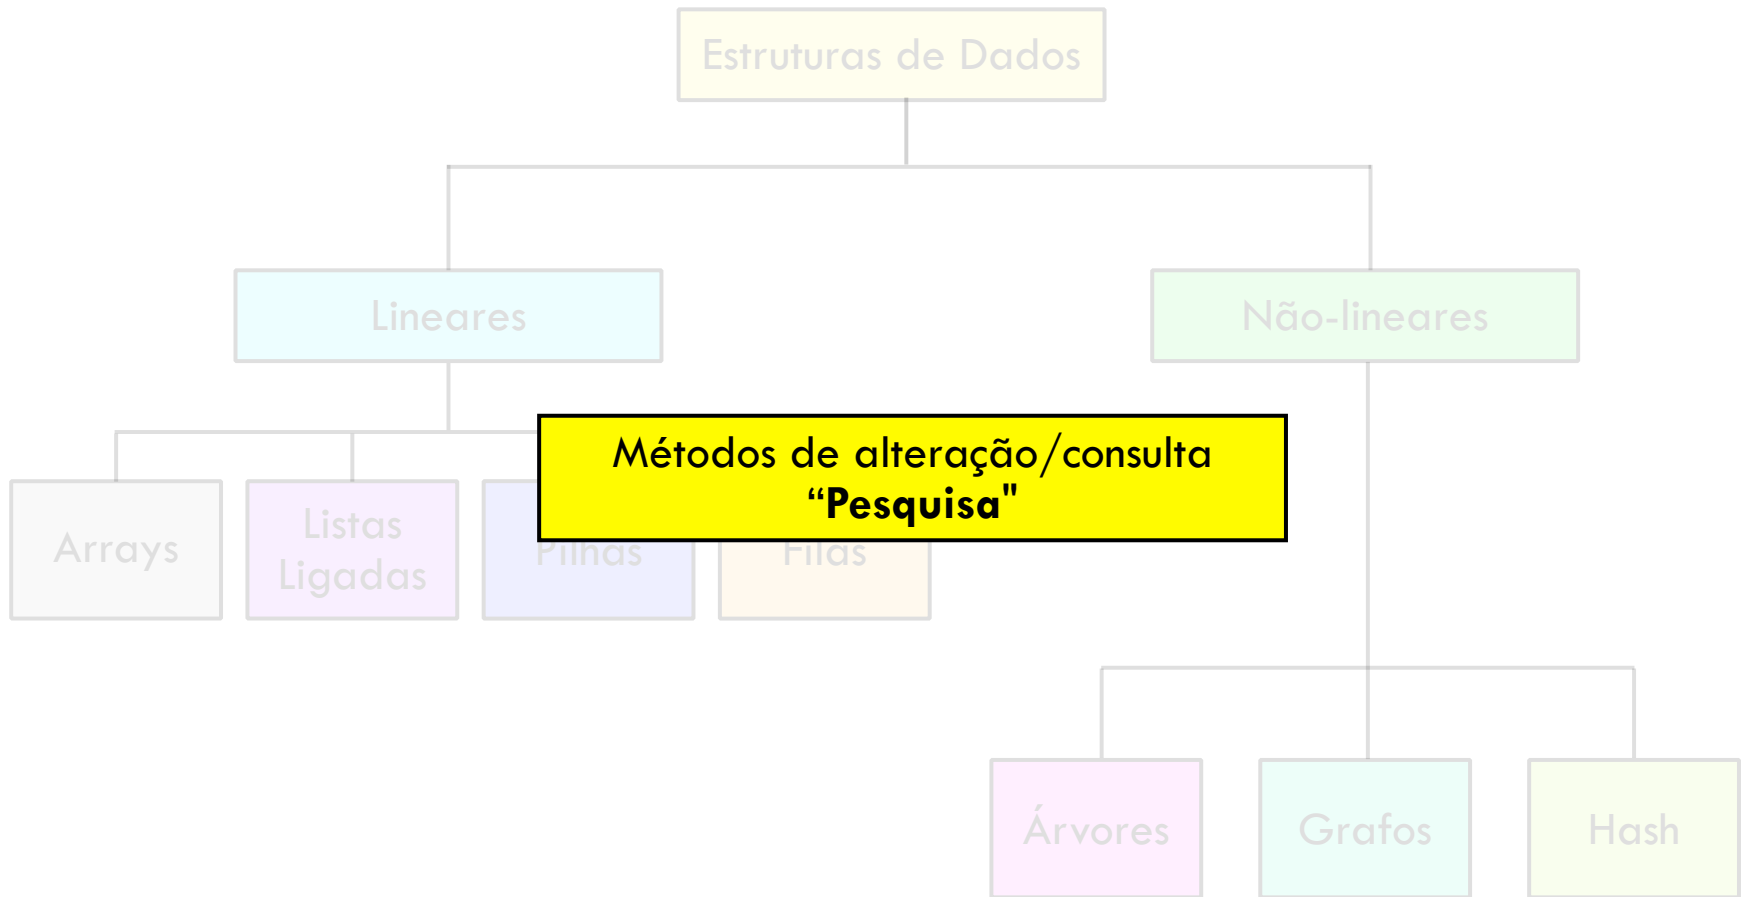 Estruturas de Dados
Lineares
Não-lineares
Métodos de alteração/consulta
“Pesquisa"
Arrays
Listas
Ligadas
Pilhas
Filas
Árvores
Grafos
Hash